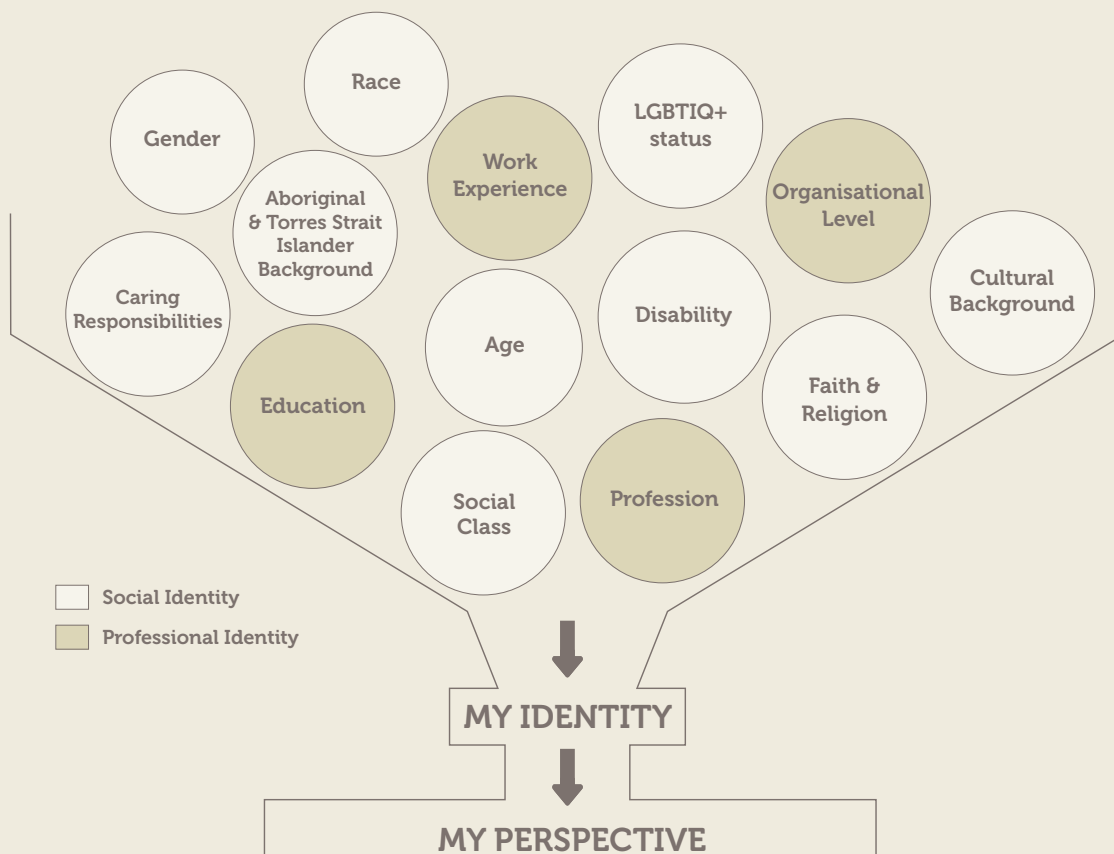 Race
Gender
LGBTIQ+
status
Work
Experience
Organisational
Level
Aboriginal
& Torres Strait
Islander
Background
Caring
Responsibilities
Cultural
Background
Age
Disability
Education
Faith &
Religion
Social
Class
Profession
Social Identity
Professional Identity
MY IDENTITY
MY PERSPECTIVE